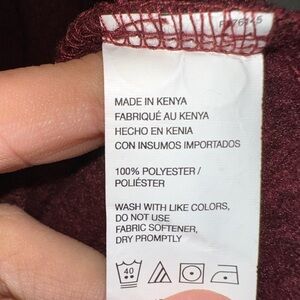 MADE IN KENYA
FABRIQUÉ AU KENYA
HECHO EN KENIA
CON INSUMOS IMPORTADOS
100% POLYESTER /
POLIÉSTER
WASH WITH LIKE COLORS,
DO NOT USE
FABRIC SOFTENER,
DRY PROMPTLY
40